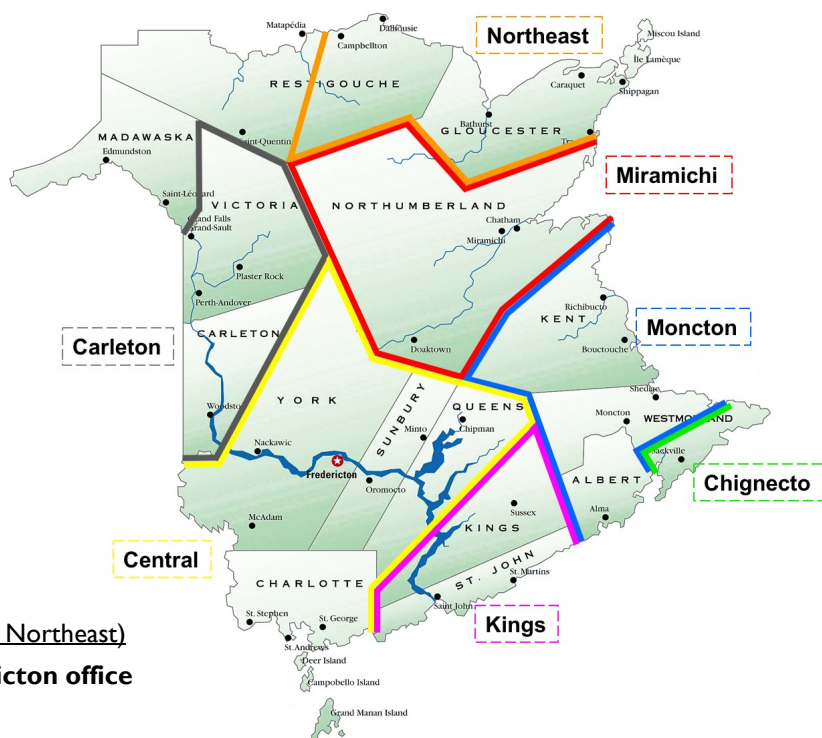 Matapédia
Dalhousie
Campbellton
Northeast
Miscou Island
Île Lamèque
Shippagan
Caraquet
RESTIGOUCHE
Bathurst
GLOUCESTER
MADAWASKA
Edmundston
Saint-Quentin
Miramichi
Saint-Léonard
VICTORIA
NORTHUMBERLAND
Grand Falls
Grand-Sault
Chatham
Miramichi
Plaster Rock
Perth-Andover
Richibucto
KENT
Moncton
Carleton
CARLETON
Doaktown
Bouctouche
YORK
SUNBURY
QUEENS
Shediac
Minto
Chipman
Moncton
WESTMORLAND
Nackawic
Sackville
Fredericton
Oromocto
ALBERT
Chignecto
McAdam
Sussex
Alma
KINGS
Central
CHARLOTTE
ST. JOHN
St. Martins
Saint John
Kings
St. Stephen
St. George
Northeast)
St. Andrews
Deer Island
icton office
Campobello Island
Grand Manan Island